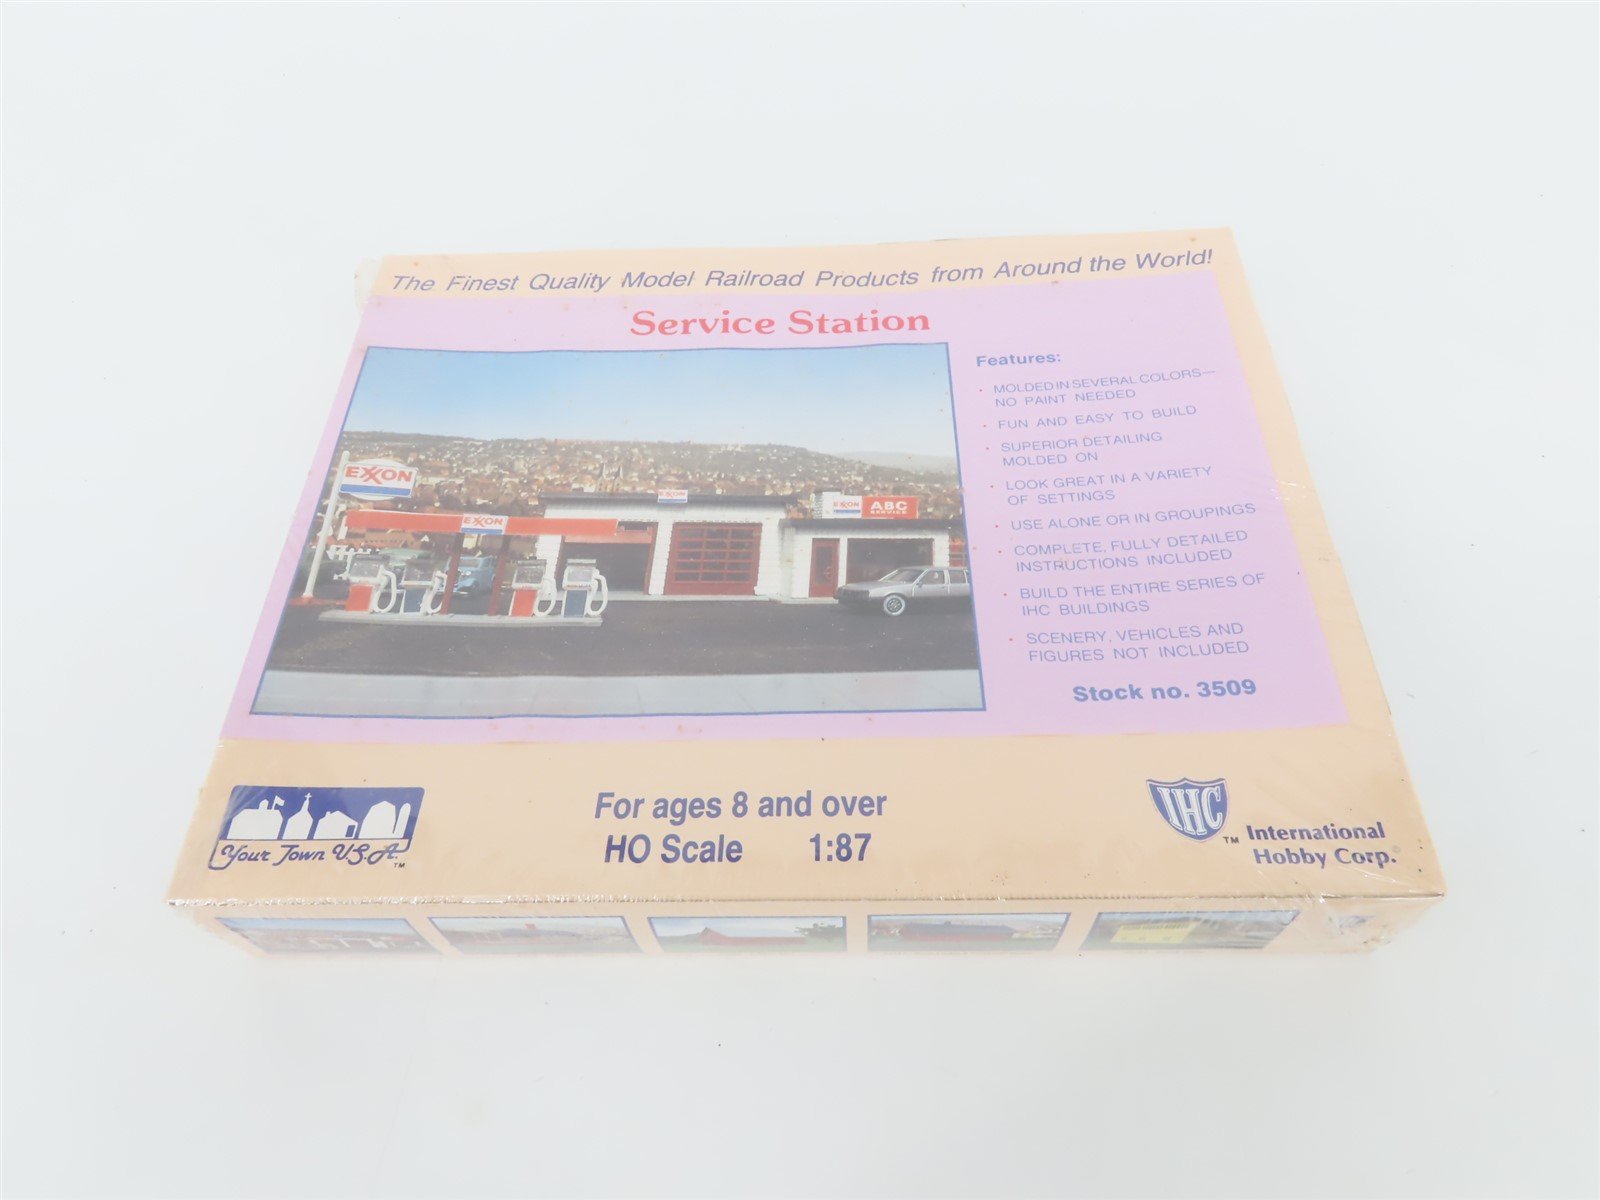 The Finest Quality Model Railroad Products from Around the World!
Service Station
EXXON
EXXON
EXXON
EXXON
ABC
SERVICE
Features:
• MOLDED IN SEVERAL COLORS—
NO PAINT NEEDED
• FUN AND EASY TO BUILD
• SUPERIOR DETAILING
MOLDED ON
• LOOK GREAT IN A VARIETY
OF SETTINGS
• USE ALONE OR IN GROUPINGS
• COMPLETE, FULLY DETAILED
INSTRUCTIONS INCLUDED
• BUILD THE ENTIRE SERIES OF
IHC BUILDINGS
• SCENERY, VEHICLES AND
FIGURES NOT INCLUDED
Stock no. 3509
Your Town U.S.A.™
For ages 8 and over
HO Scale 1:87
IHC™
International
Hobby Corp.®